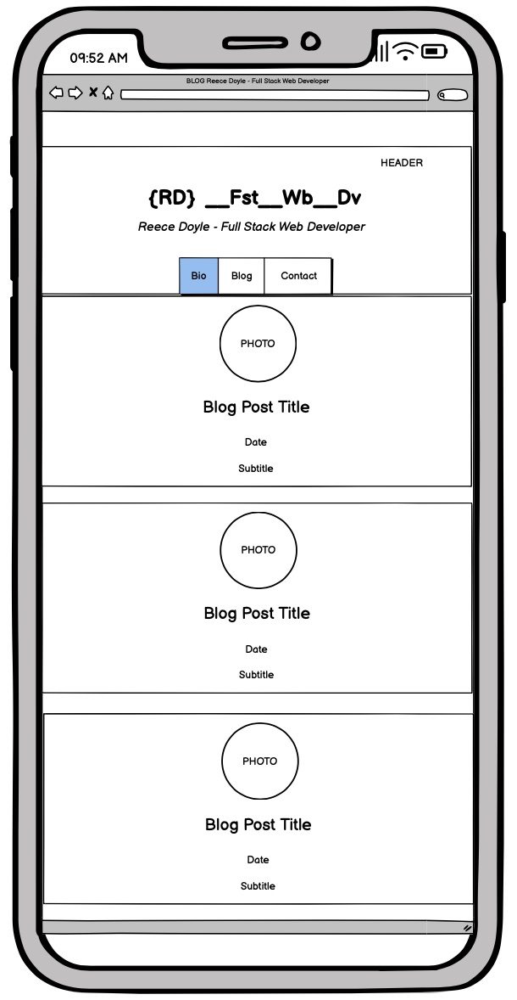 09:52 AM
BLOG Reece Doyle - Full Stack Web Developer
HEADER
{RD} __Fst__Wb__Dv
Reece Doyle - Full Stack Web Developer
Bio Blog Contact
PHOTO
Blog Post Title
Date
Subtitle
PHOTO
Blog Post Title
Date
Subtitle
PHOTO
Blog Post Title
Date
Subtitle